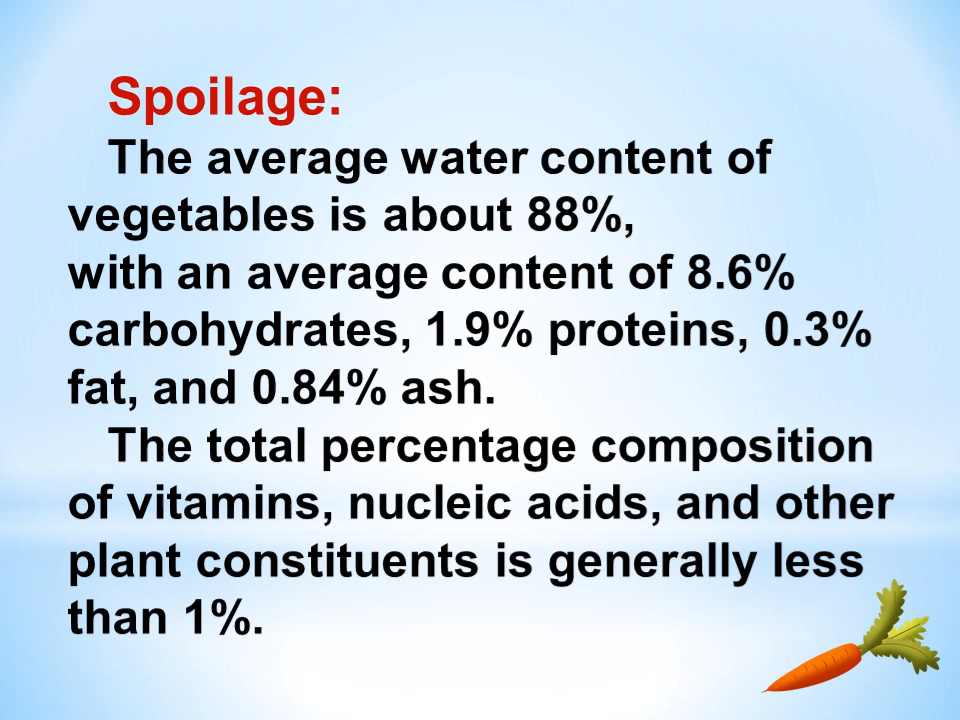 Spoilage:
The average water content of
vegetables is about 88%,
with an average content of 8.6%
carbohydrates, 1.9% proteins, 0.3%
fat, and 0.84% ash.
The total percentage composition
of vitamins, nucleic acids, and other
plant constituents is generally less
than 1%.